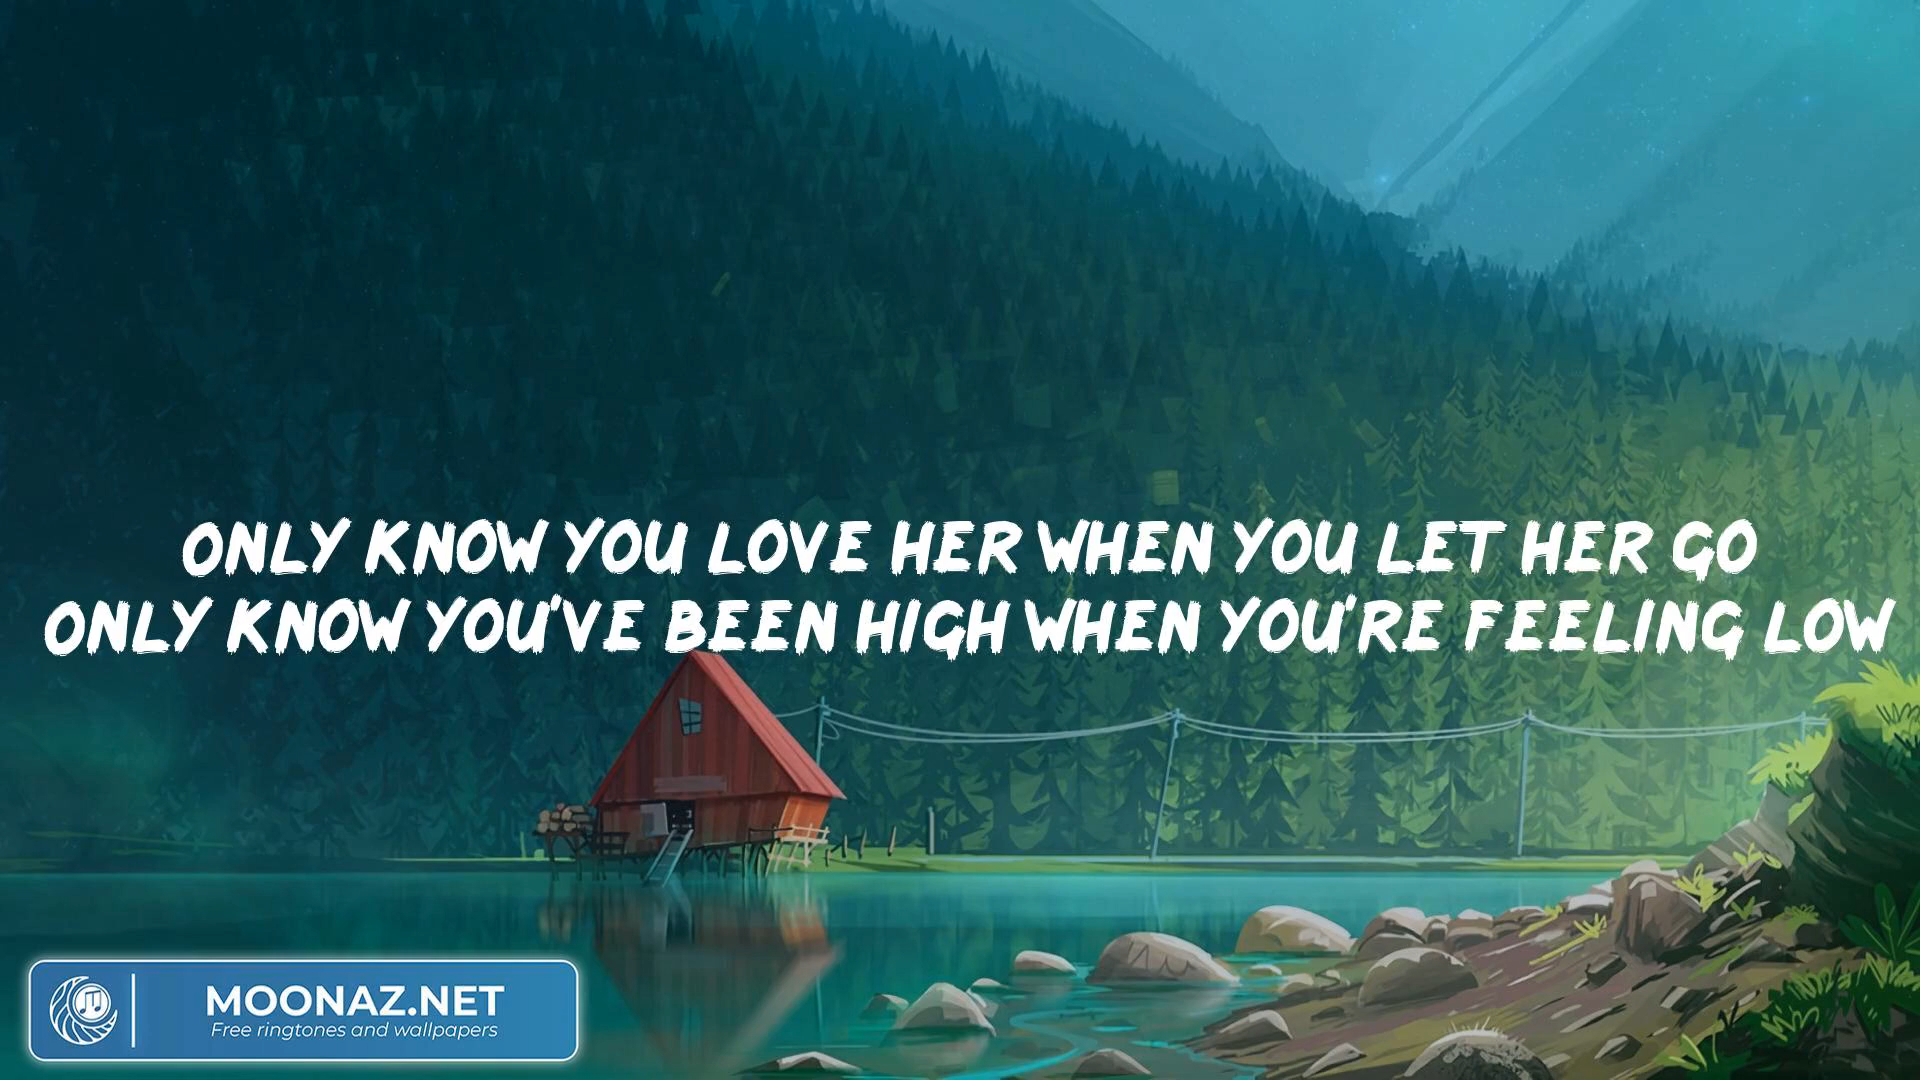 ONLY KNOW YOU LOVE HER WHEN YOU LET HER GO
ONLY KNOW YOU'VE BEEN HIGH WHEN YOU'RE FEELING LOW
MOONAZ.NET
Free ringtones and wallpapers